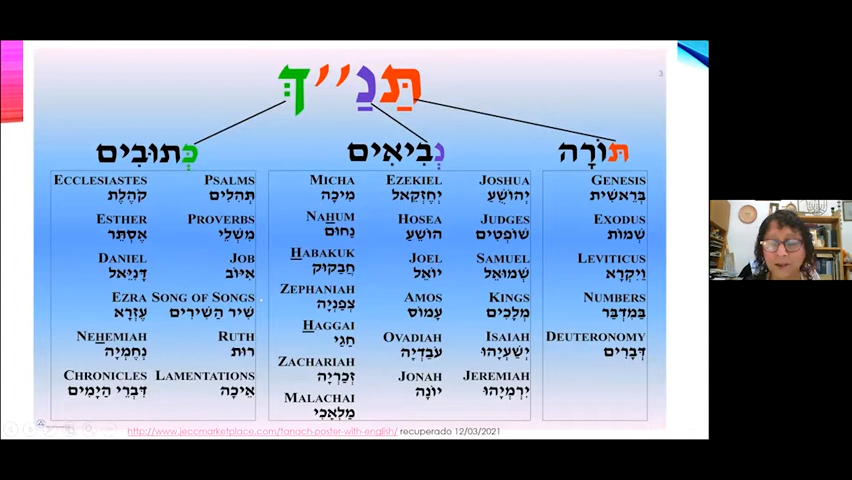 3
תַּנַ״ךְ
תּוֹרָה
GENESIS
בְּרֵאשִׁית
EXODUS
שְׁמוֹת
LEVITICUS
וַיִּקְרָא
NUMBERS
בַּמִּדְבַּר
DEUTERONOMY
דְּבָרִים
נְבִיאִים
JOSHUA
יְהוֹשֻׁעַ
JUDGES
שׁוֹפְטִים
SAMUEL
שְׁמוּאֵל
KINGS
מְלָכִים
ISAIAH
יְשַׁעְיָהוּ
JEREMIAH
יִרְמְיָהוּ
EZEKIEL
יְחֶזְקֵאל
HOSEA
הוֹשֵׁעַ
JOEL
יוֹאֵל
AMOS
עָמוֹס
OVADIAH
עֹבַדְיָה
JONAH
יוֹנָה
MICHA
מִיכָה
NAHUM
נַחוּם
HABAKUK
חֲבַקּוּק
ZEPHANIAH
צְפַנְיָה
HAGGAI
חַגַּי
ZACHARIAH
זְכַרְיָה
MALACHAI
מַלְאָכִי
כְּתוּבִים
PSALMS
תְּהִלִּים
PROVERBS
מִשְׁלֵי
JOB
אִיּוֹב
SONG OF SONGS
שִׁיר הַשִּׁירִים
RUTH
רוּת
LAMENTATIONS
אֵיכָה
ECCLESIASTES
קֹהֶלֶת
ESTHER
אֶסְתֵּר
DANIEL
דָּנִיֵּאל
EZRA
עֶזְרָא
NEHEMIAH
נְחֶמְיָה
CHRONICLES
דִּבְרֵי הַיָּמִים
http://www.jeccmarketplace.com/tanach-poster-with-english/ recuperado 12/03/2021